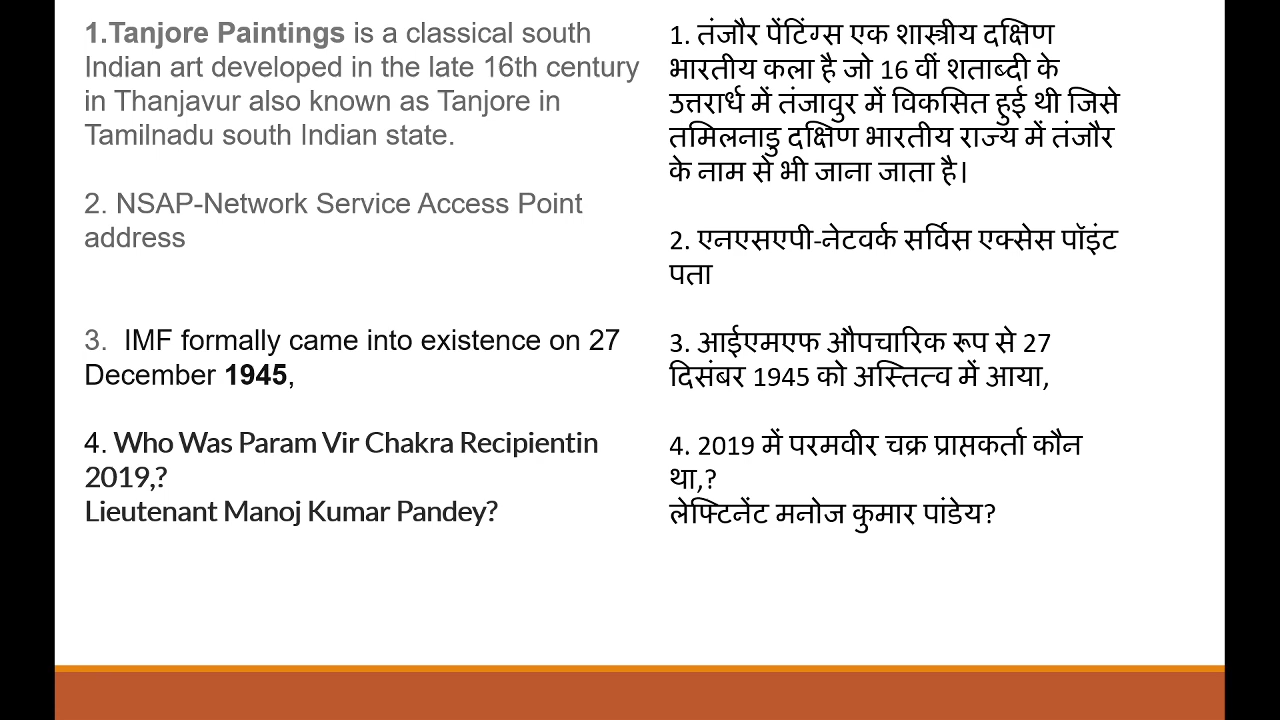 1.Tanjore Paintings is a classical south
Indian art developed in the late 16th century
in Thanjavur also known as Tanjore in
Tamilnadu south Indian state.
2. NSAP-Network Service Access Point
address
3. IMF formally came into existence on 27
December 1945,
4. Who Was Param Vir Chakra Recipientin
2019,?
Lieutenant Manoj Kumar Pandey?
1. तंजौर पेंटिंग्स एक शास्त्रीय दक्षिण
भारतीय कला है जो 16 वीं शताब्दी के
उत्तरार्ध में तंजावुर में विकसित हुई थी जिसे
तमिलनाडु दक्षिण भारतीय राज्य में तंजौर
के नाम से भी जाना जाता है।
2. एनएसएपी-नेटवर्क सर्विस एक्सेस पॉइंट
पता
3. आईएमएफ औपचारिक रूप से 27
दिसंबर 1945 को अस्तित्व में आया,
4. 2019 में परमवीर चक्र प्राप्तकर्ता कौन
था,?
लेफ्टिनेंट मनोज कुमार पांडेय?